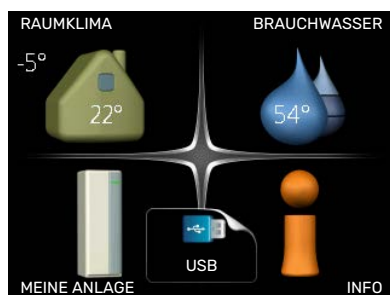 RAUMKLIMA
BRAUCHWASSER
-5°
22°
54°
USB
MEINE ANLAGE
INFO